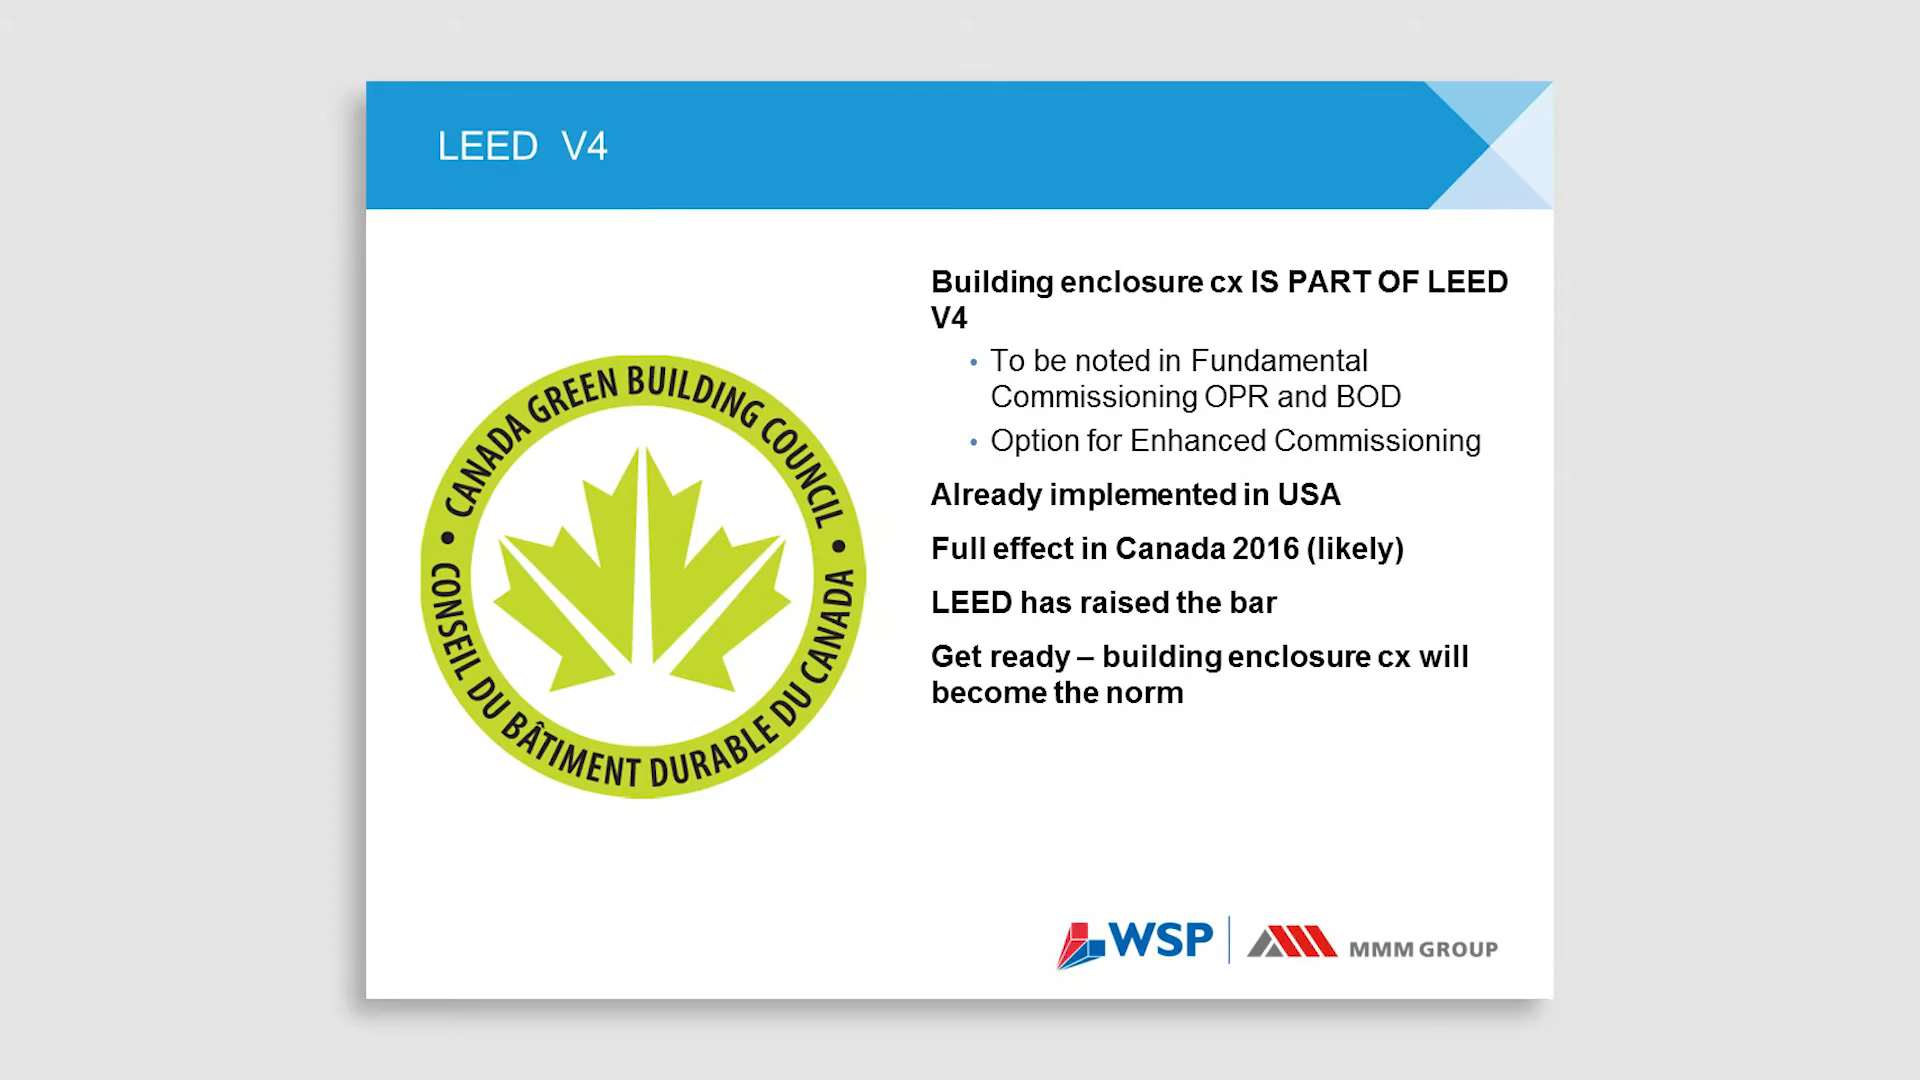 LEED V4
Building enclosure cx IS PART OF LEED
V4
• To be noted in Fundamental
Commissioning OPR and BOD
• Option for Enhanced Commissioning
Already implemented in USA
Full effect in Canada 2016 (likely)
LEED has raised the bar
Get ready – building enclosure cx will
become the norm
• CANADA GREEN BUILDING COUNCIL •
CONSEIL DU BÂTIMENT DURABLE DU CANADA
WSP
MMM GROUP